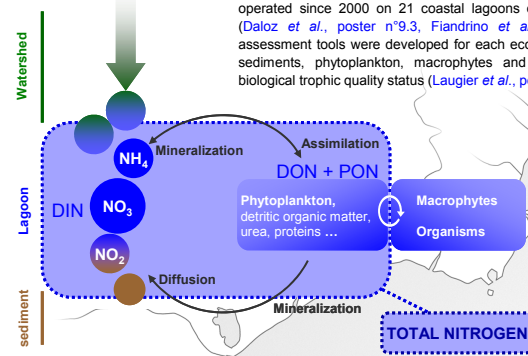 operated since 2000 on 21 coastal lagoons
(Daloz et al., poster n°9.3, Fiandrino et al
assessment tools were developed for each
sediments, phytoplankton, macrophytes and
biological trophic quality status (Laugier et al.,
Watershed
Lagoon
sediment
NH4
Mineralization
Assimilation
DON + PON
DIN
NO3
Phytoplankton,
detritic organic matter,
urea, proteins ...
Macrophytes
Organisms
NO2
Diffusion
Mineralization
TOTAL NITROGEN